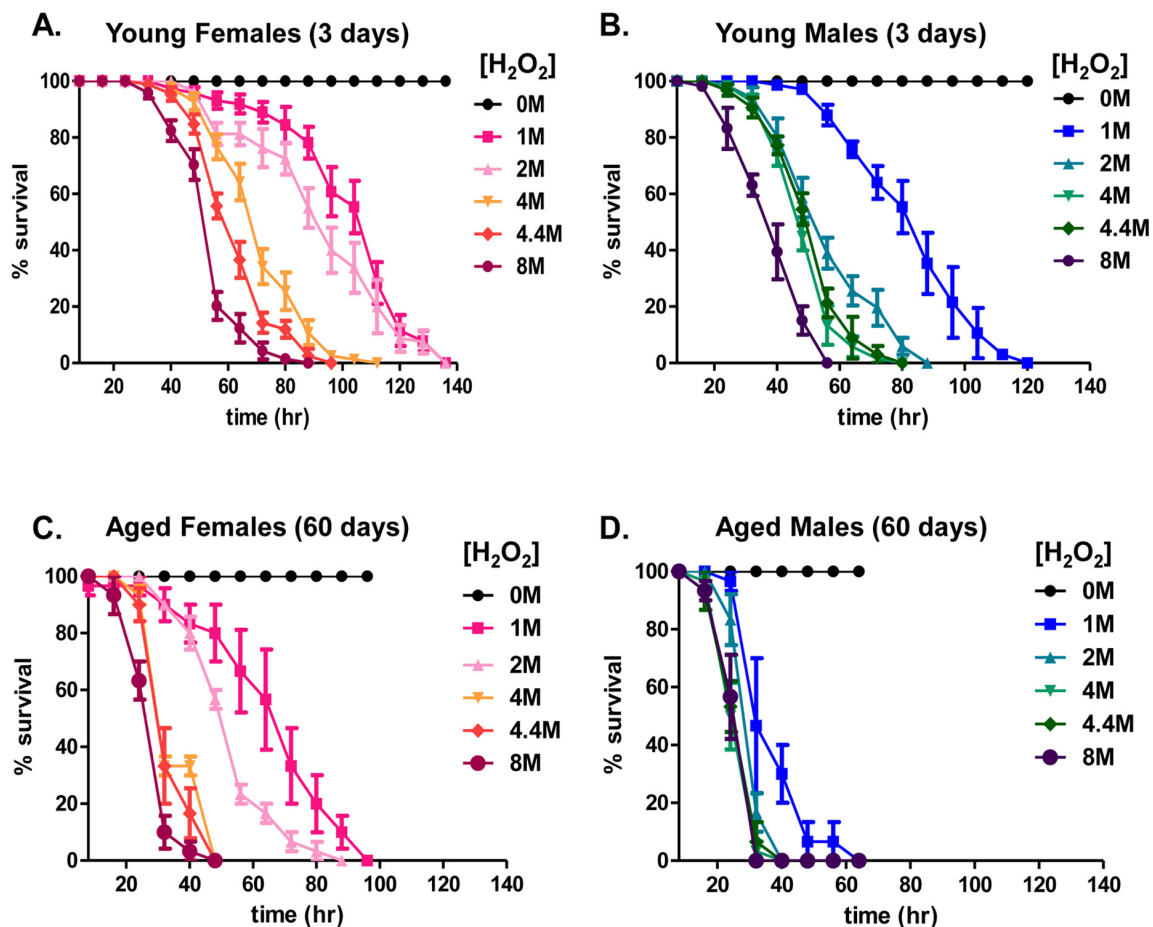 A.
Young Females (3 days)
[H₂O₂]
0M
1M
2M
4M
4.4M
8M
% survival
100
80
60
40
20
0
20 40 60 80 100 120 140
time (hr)
B.
Young Males (3 days)
[H₂O₂]
0M
1M
2M
4M
4.4M
8M
% survival
100
80
60
40
20
0
20 40 60 80 100 120 140
time (hr)
C.
Aged Females (60 days)
[H₂O₂]
0M
1M
2M
4M
4.4M
8M
% survival
100
80
60
40
20
0
20 40 60 80 100 120 140
time (hr)
D.
Aged Males (60 days)
[H₂O₂]
0M
1M
2M
4M
4.4M
8M
% survival
100
80
60
40
20
0
20 40 60 80 100 120 140
time (hr)